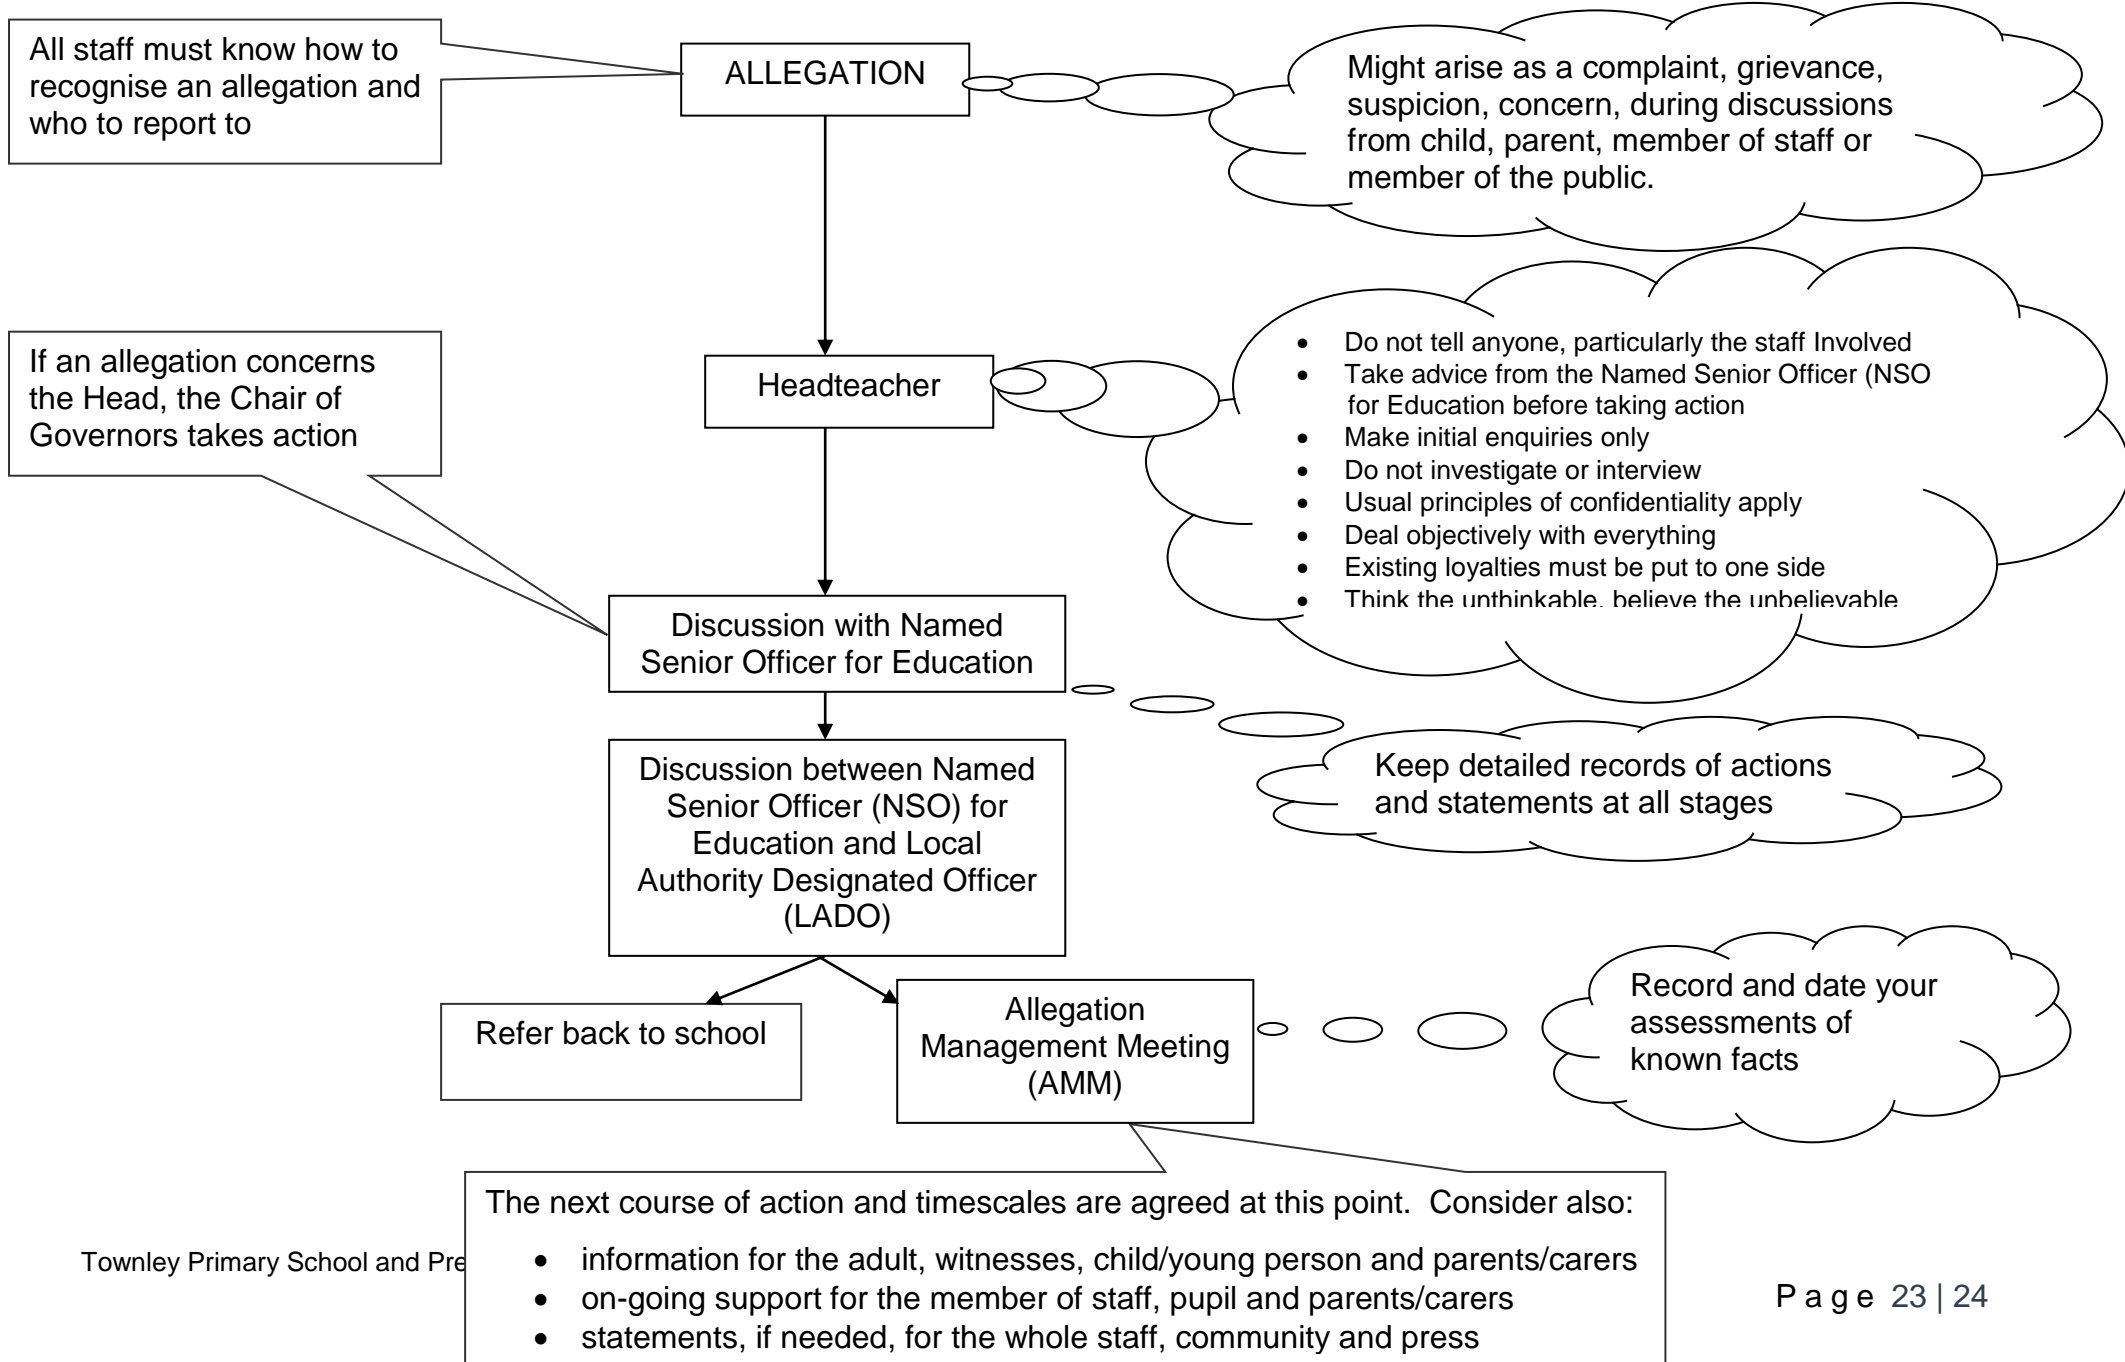 All staff must know how to
recognise an allegation and
who to report to
ALLEGATION
Might arise as a complaint, grievance,
suspicion, concern, during discussions
from child, parent, member of staff or
member of the public.
If an allegation concerns
the Head, the Chair of
Governors takes action
Headteacher
• Do not tell anyone, particularly the staff Involved
• Take advice from the Named Senior Officer (NSO
for Education before taking action
• Make initial enquiries only
• Do not investigate or interview
• Usual principles of confidentiality apply
• Deal objectively with everything
• Existing loyalties must be put to one side
• Think the unthinkable, believe the unbelievable
Discussion with Named
Senior Officer for Education
Keep detailed records of actions
and statements at all stages
Discussion between Named
Senior Officer (NSO) for
Education and Local
Authority Designated Officer
(LADO)
Refer back to school
Allegation
Management Meeting
(AMM)
Record and date your
assessments of
known facts
The next course of action and timescales are agreed at this point.  Consider also:
• information for the adult, witnesses, child/young person and parents/carers
• on-going support for the member of staff, pupil and parents/carers
• statements, if needed, for the whole staff, community and press
Townley Primary School and Pre
Page 23 | 24